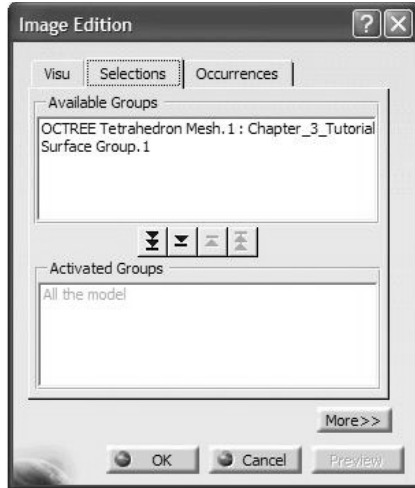 Image Edition
Visu
Selections
Occurrences
Available Groups
OCTREE Tetrahedron Mesh.1 : Chapter_3_Tutorial
Surface Group.1
Activated Groups
All the model
More>>
OK
Cancel
Preview